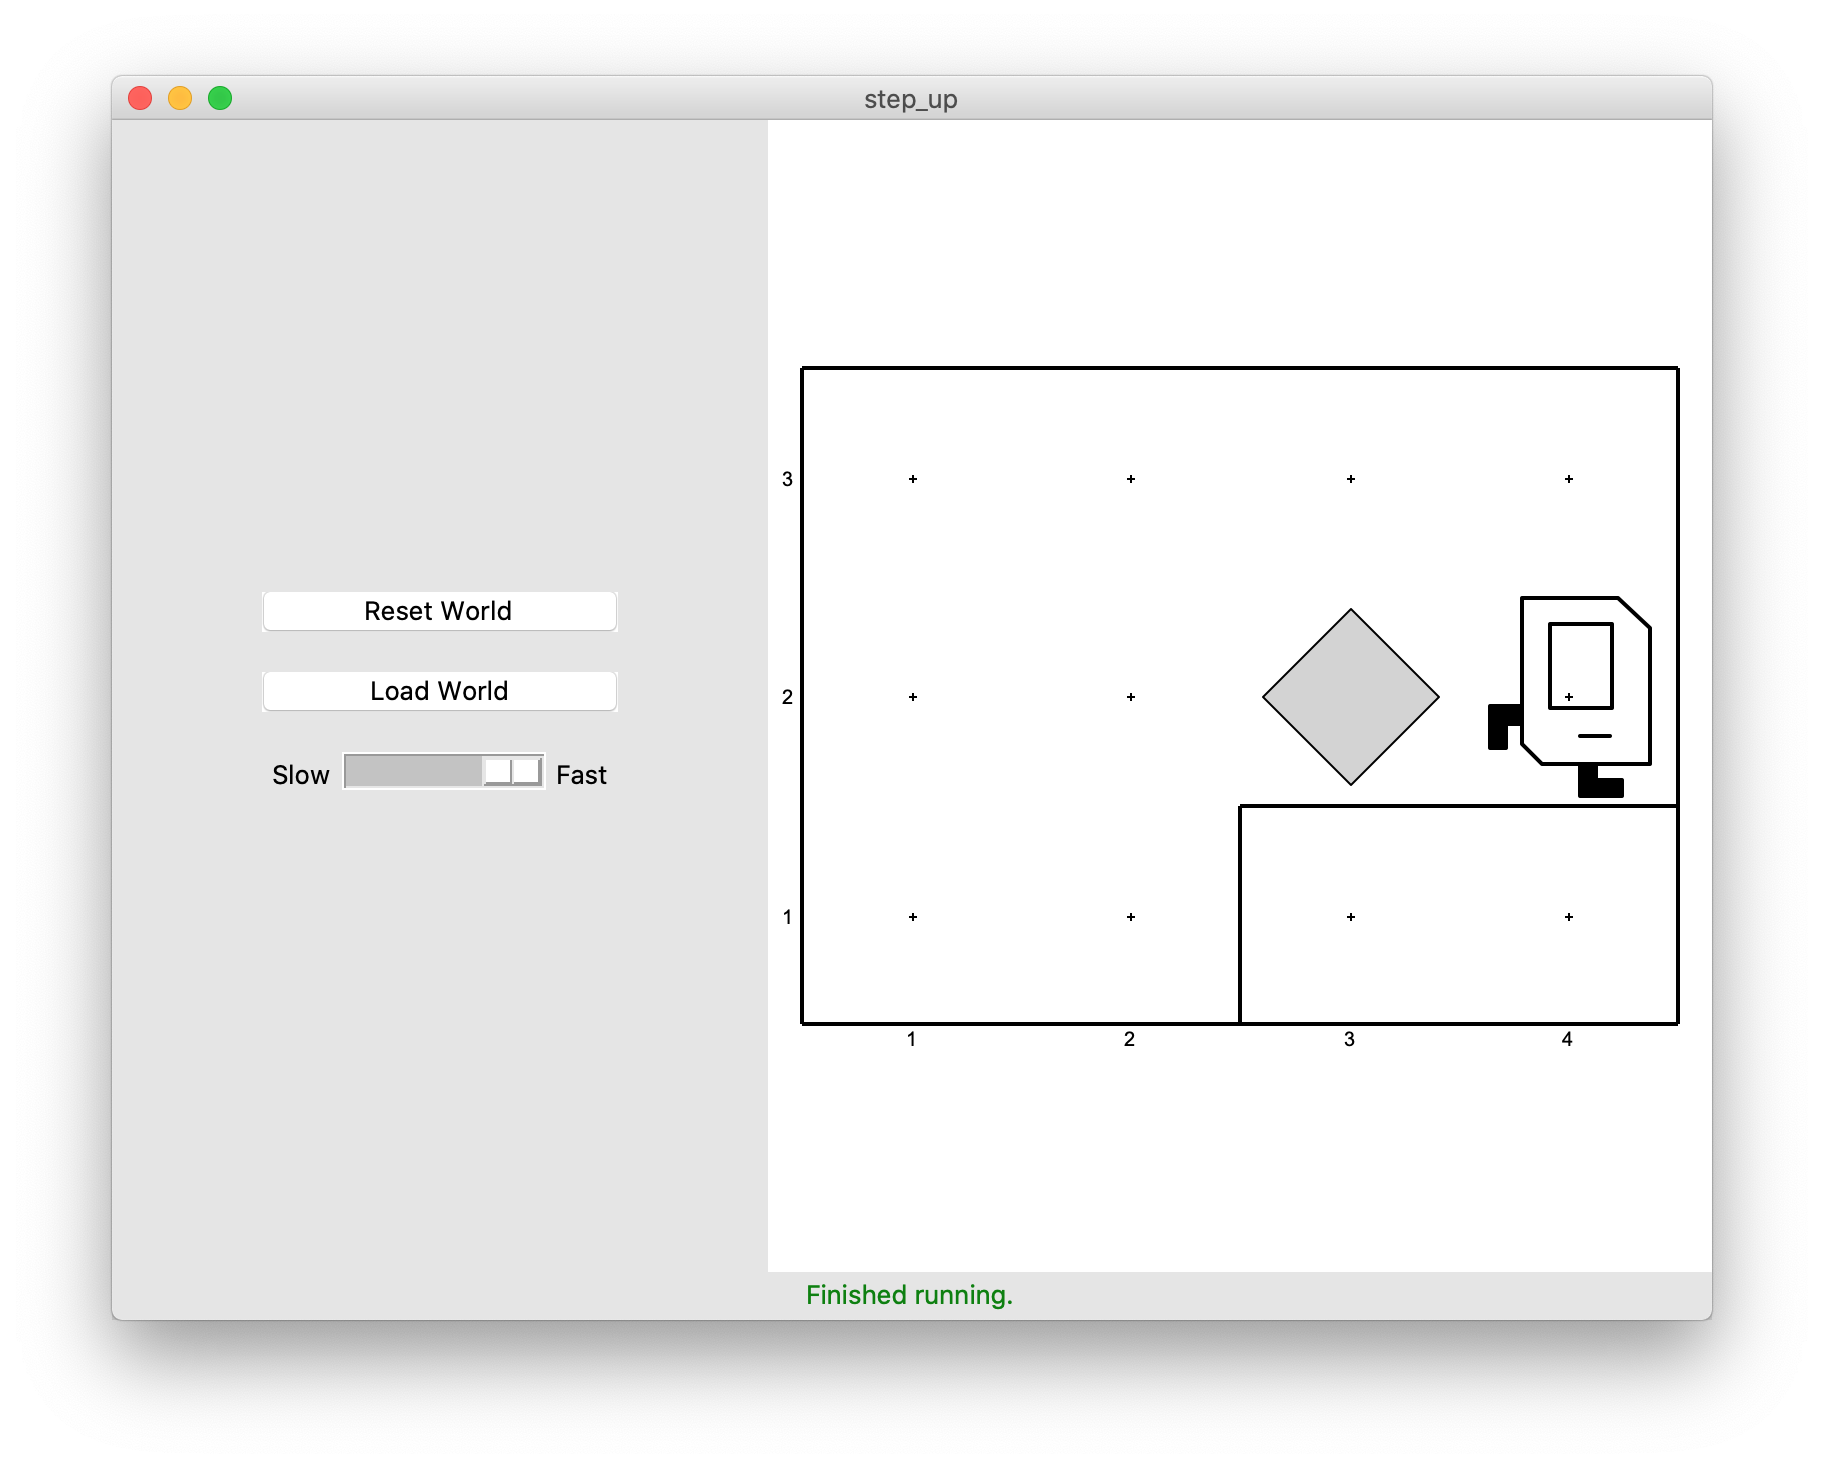 step_up
Reset World
Load World
Slow Fast
3
2
1
1 2 3 4
Finished running.